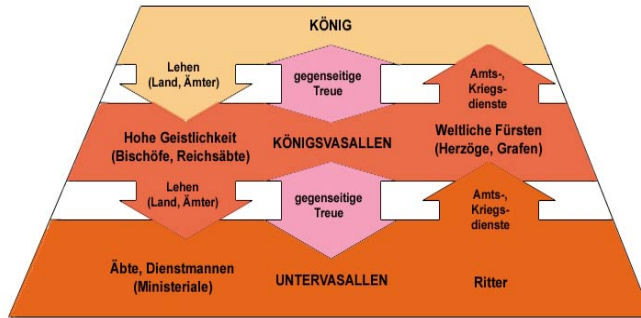 KÖNIG
Lehen
(Land, Ämter)
gegenseitige
Treue
Amts-,
Kriegs-
dienste
Hohe Geistlichkeit
(Bischöfe, Reichsäbte)
KÖNIGSVASALLEN
Weltliche Fürsten
(Herzöge, Grafen)
Lehen
(Land, Ämter)
gegenseitige
Treue
Amts-,
Kriegs-
dienste
Äbte, Dienstmannen
(Ministeriale)
UNTERVASALLEN
Ritter